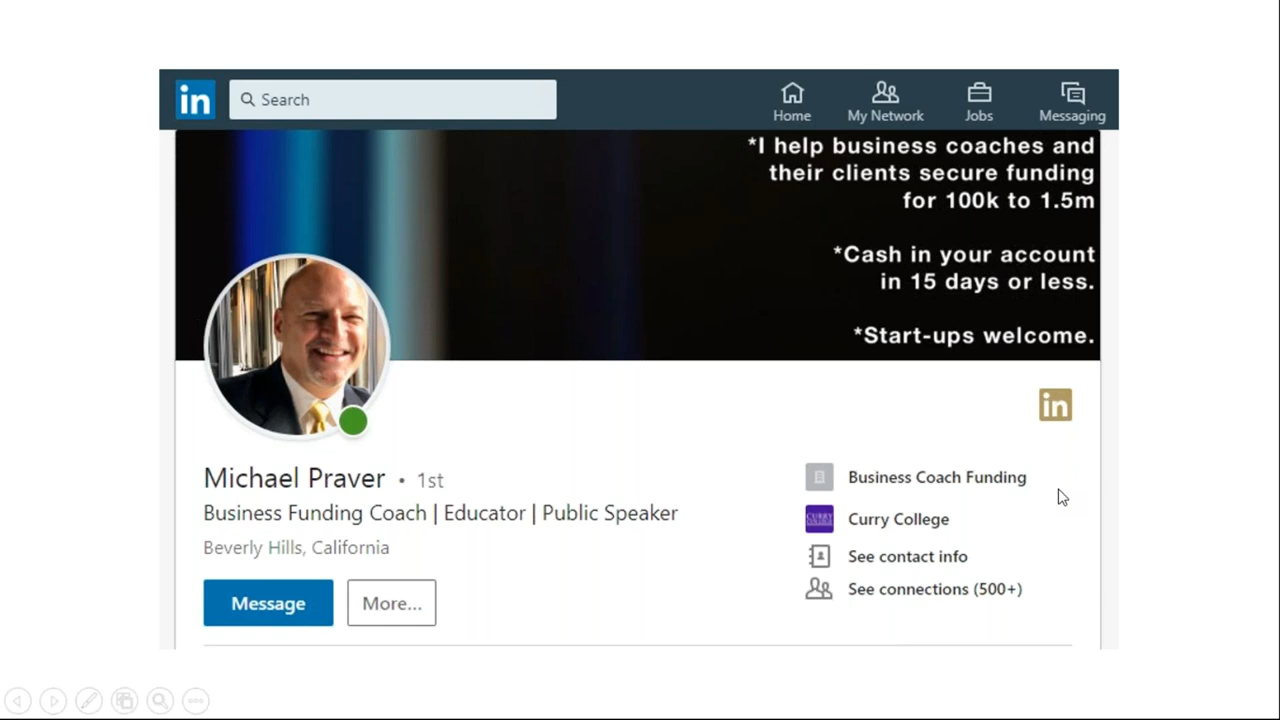 in
Search
Home
My Network
Jobs
Messaging
*I help business coaches and
their clients secure funding
for 100k to 1.5m
*Cash in your account
in 15 days or less.
*Start-ups welcome.
in
Michael Praver • 1st
Business Funding Coach | Educator | Public Speaker
Beverly Hills, California
Message
More...
Business Coach Funding
CURRY
Curry College
See contact info
See connections (500+)